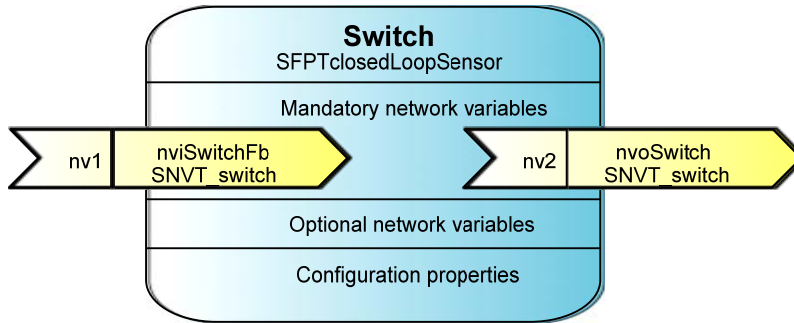 Switch
SFPTclosedLoopSensor
Mandatory network variables
nv1
nviSwitchFb
SNVT_switch
nv2
nvoSwitch
SNVT_switch
Optional network variables
Configuration properties